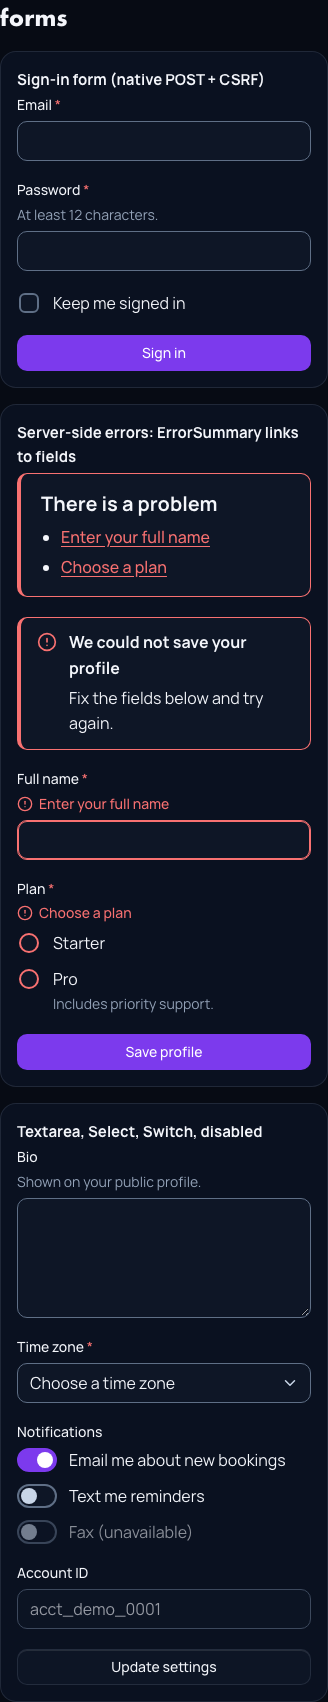 forms
Sign-in form (native POST + CSRF)
Email *
Password *
At least 12 characters.
Keep me signed in
Sign in
Server-side errors: ErrorSummary links
to fields
There is a problem
Enter your full name
Choose a plan
We could not save your
profile
Fix the fields below and try
again.
Full name *
Enter your full name
Plan *
Choose a plan
Starter
Pro
Includes priority support.
Save profile
Textarea, Select, Switch, disabled
Bio
Shown on your public profile.
Time zone *
Choose a time zone
Notifications
Email me about new bookings
Text me reminders
Fax (unavailable)
Account ID
acct_demo_0001
Update settings